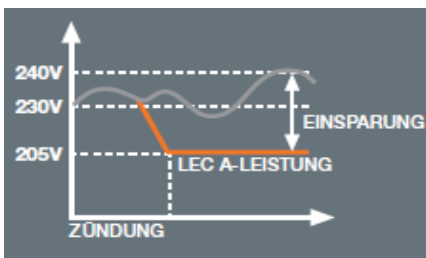 240V
230V
EINSPARUNG
205V
LEC A-LEISTUNG
ZÜNDUNG